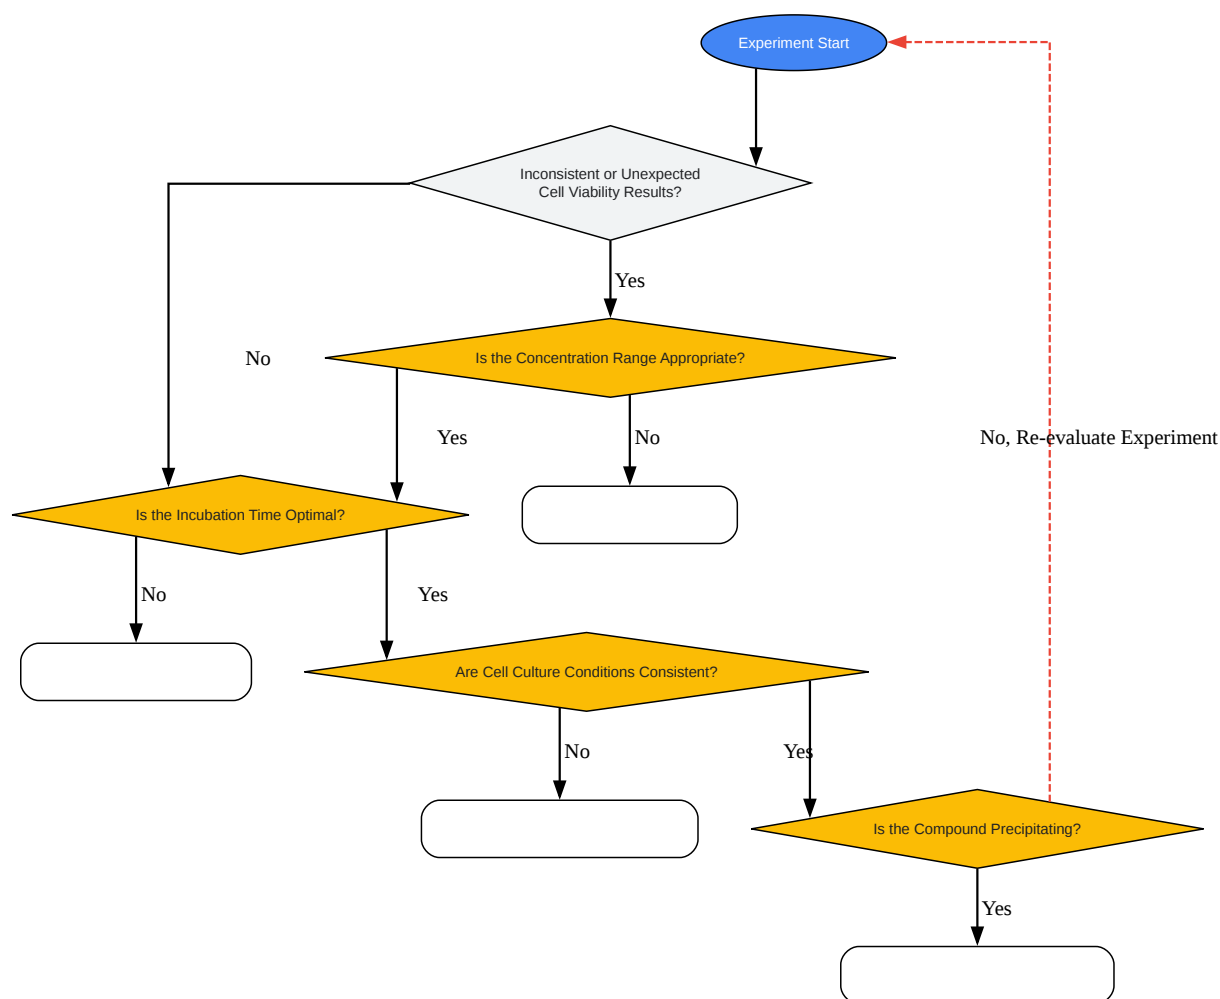 Experiment Start
Inconsistent or Unexpected
Cell Viability Results?
Yes
No
Is the Concentration Range Appropriate?
Yes
No
No, Re-evaluate Experiment
Is the Incubation Time Optimal?
No
Yes
Are Cell Culture Conditions Consistent?
No
Yes
Is the Compound Precipitating?
Yes